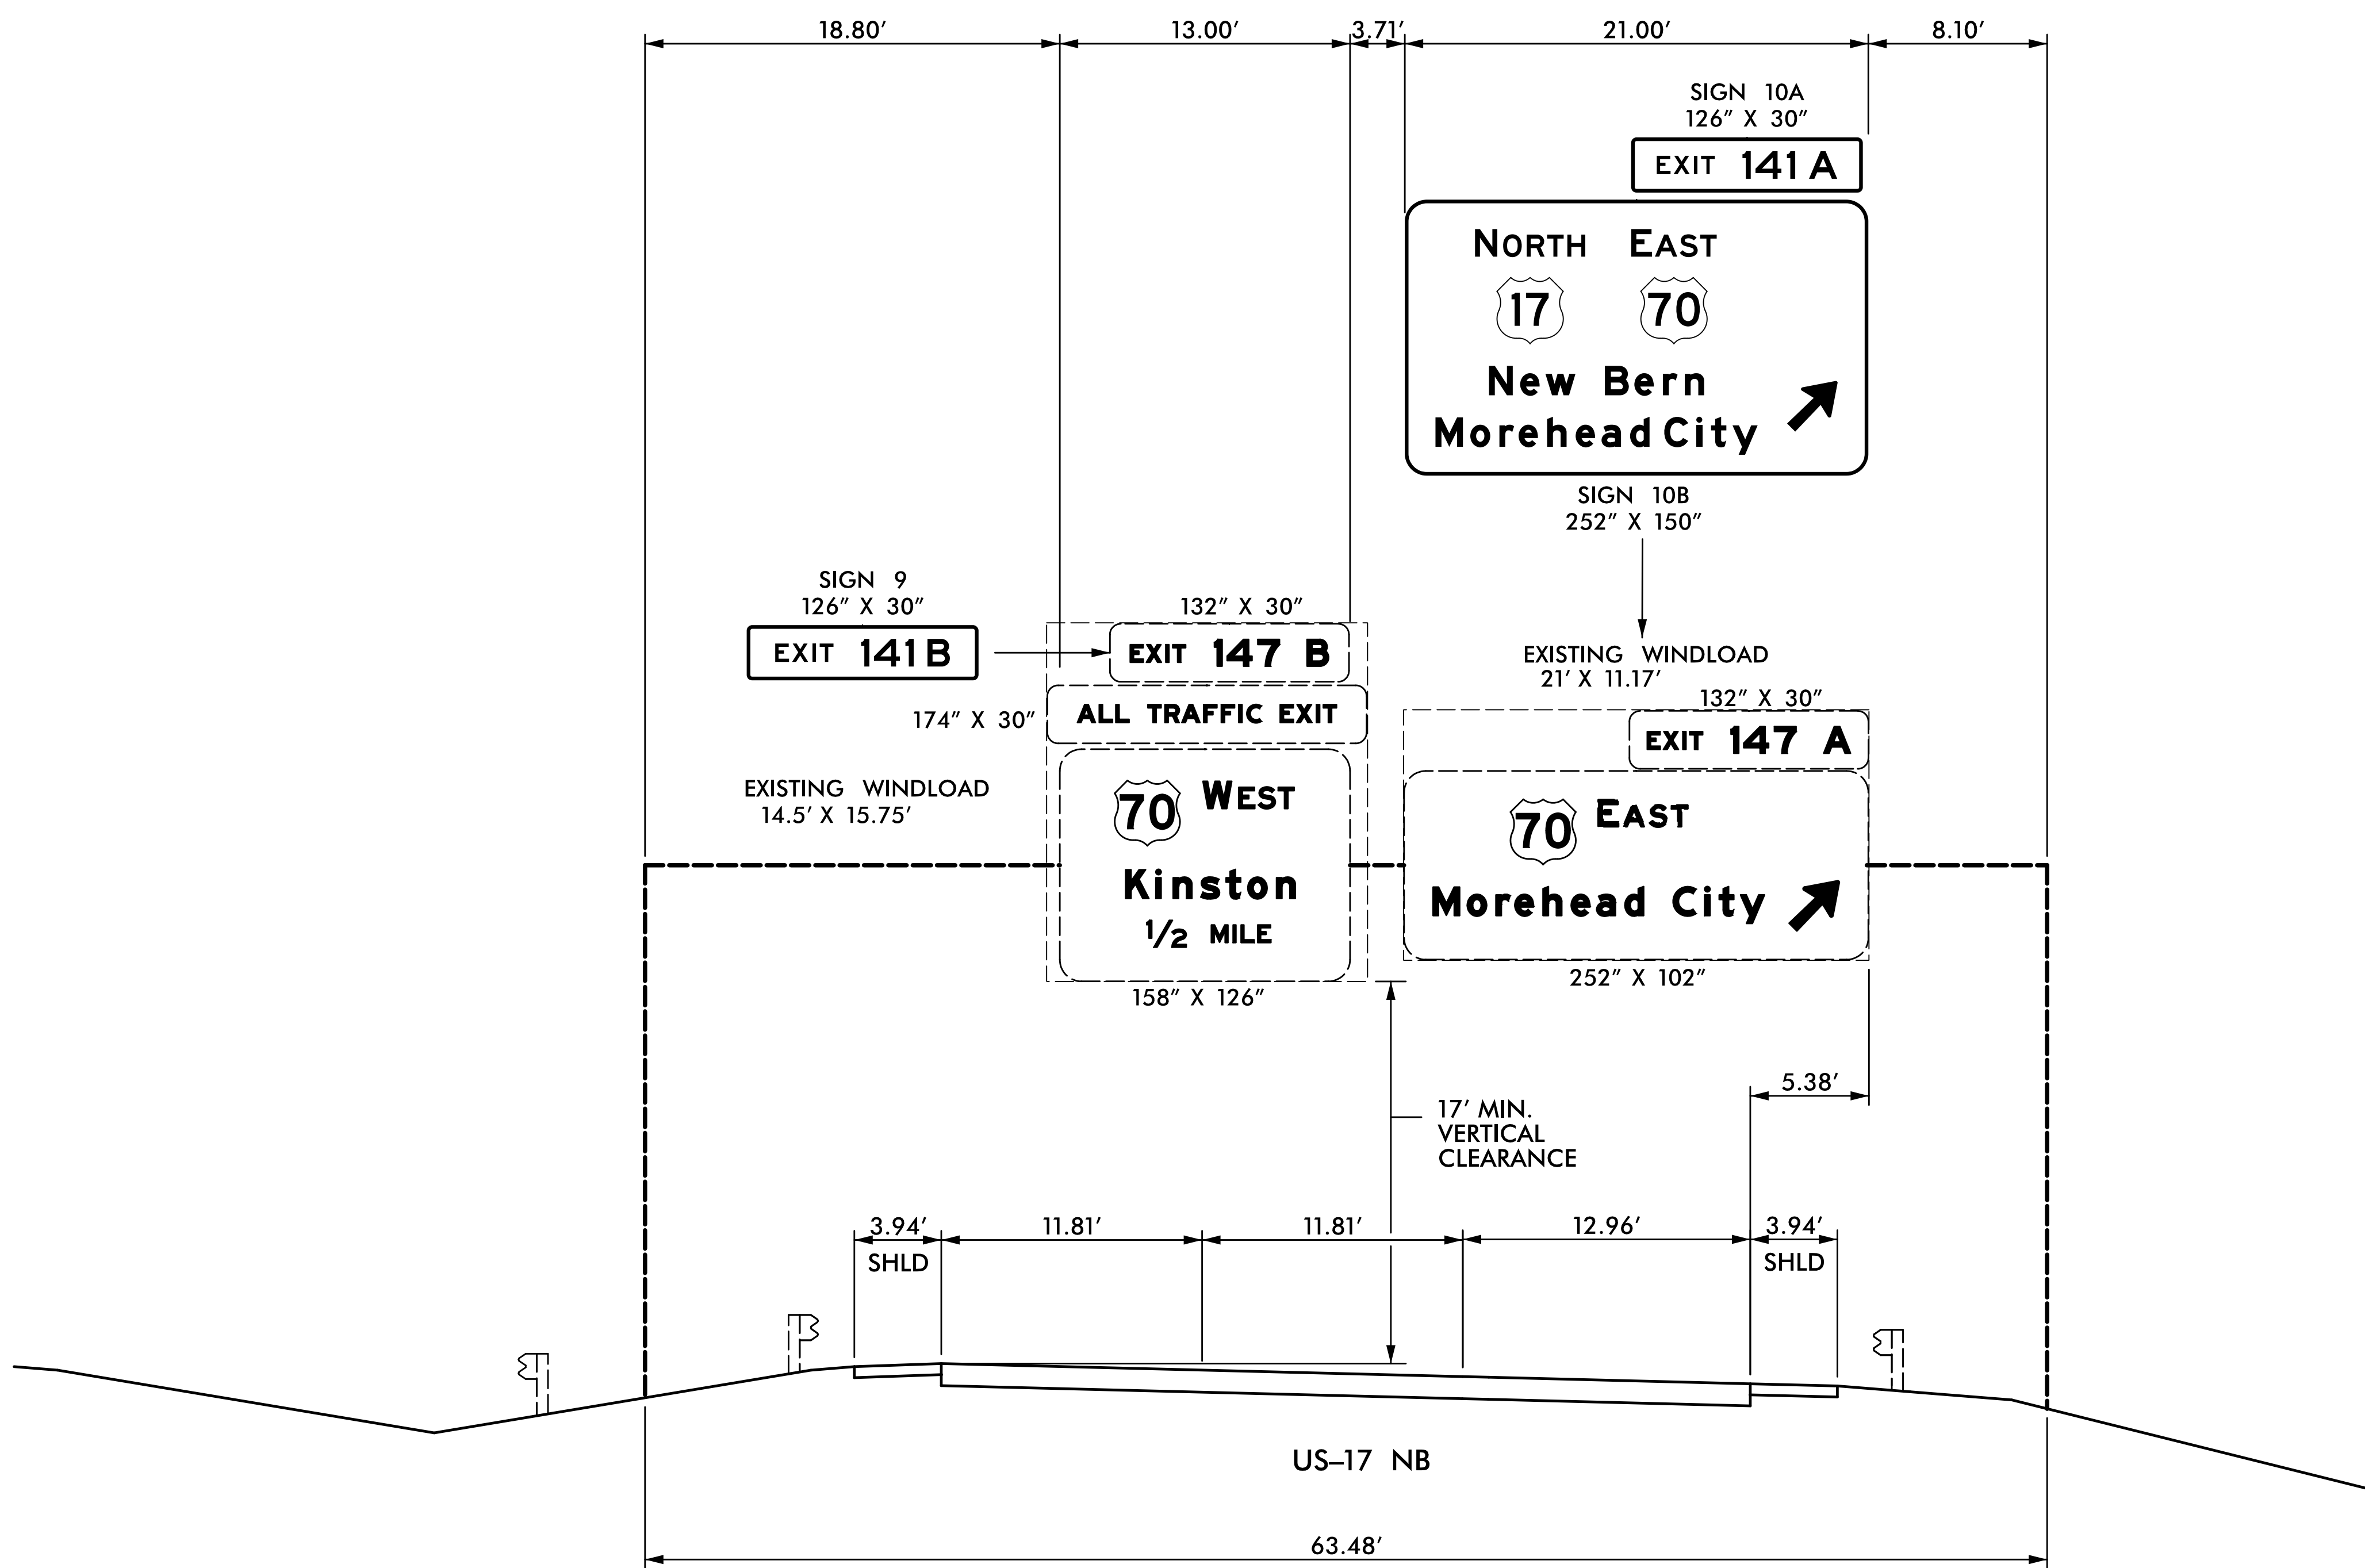 18.80′ 13.00′ 3.71′ 21.00′ 8.10′
SIGN 10A
126″ X 30″
EXIT 141 A
NORTH EAST
17 70
New Bern
Morehead City
SIGN 10B
252″ X 150″
SIGN 9
126″ X 30″
EXIT 141 B
132″ X 30″
EXIT 147 B
174″ X 30″
ALL TRAFFIC EXIT
EXISTING WINDLOAD
14.5′ X 15.75′
70 WEST
Kinston
1/2 MILE
158″ X 126″
EXISTING WINDLOAD
21′ X 11.17′
132″ X 30″
EXIT 147 A
70 EAST
Morehead City
252″ X 102″
5.38′
17′ MIN.
VERTICAL
CLEARANCE
3.94′ 11.81′ 11.81′ 12.96′ 3.94′
SHLD SHLD
US–17 NB
63.48′